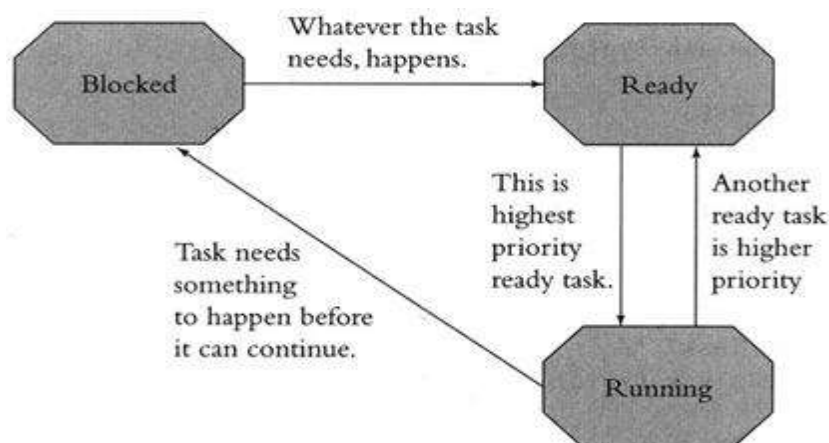 Whatever the task
needs, happens.
Blocked
Ready
This is
highest
priority
ready task.
Another
ready task
is higher
priority
Task needs
something
to happen before
it can continue.
Running